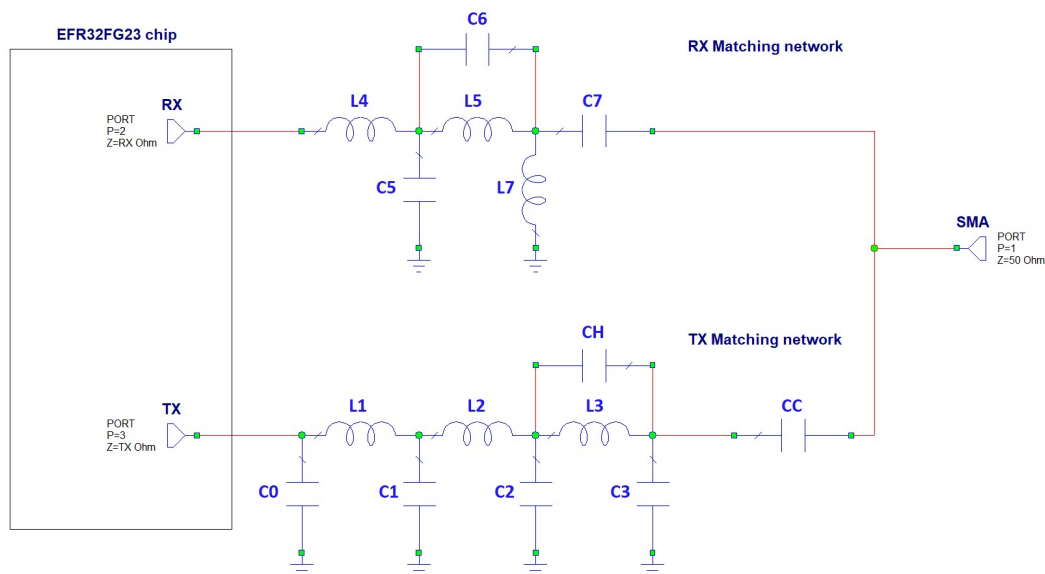 EFR32FG23 chip
C6
RX Matching network
RX
PORT
P=2
Z=RX Ohm
L4
L5
C7
C5
L7
SMA
PORT
P=1
Z=50 Ohm
CH
TX Matching network
TX
PORT
P=3
Z=TX Ohm
L1
L2
L3
CC
C0
C1
C2
C3